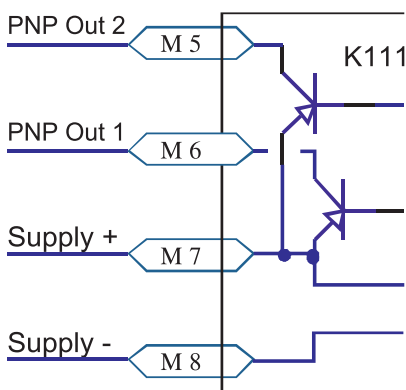 PNP Out 2
M 5
K111
PNP Out 1
M 6
Supply +
M 7
Supply -
M 8